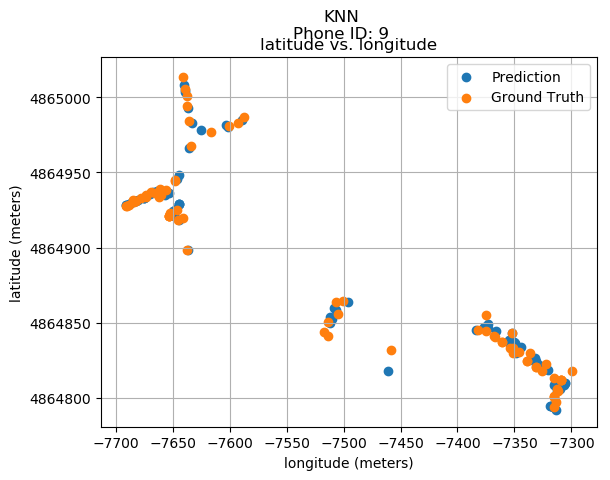 KNN
Phone ID: 9
latitude vs. longitude
Prediction
Ground Truth
latitude (meters)
4865000
4864950
4864900
4864850
4864800
−7700 −7650 −7600 −7550 −7500 −7450 −7400 −7350 −7300
longitude (meters)